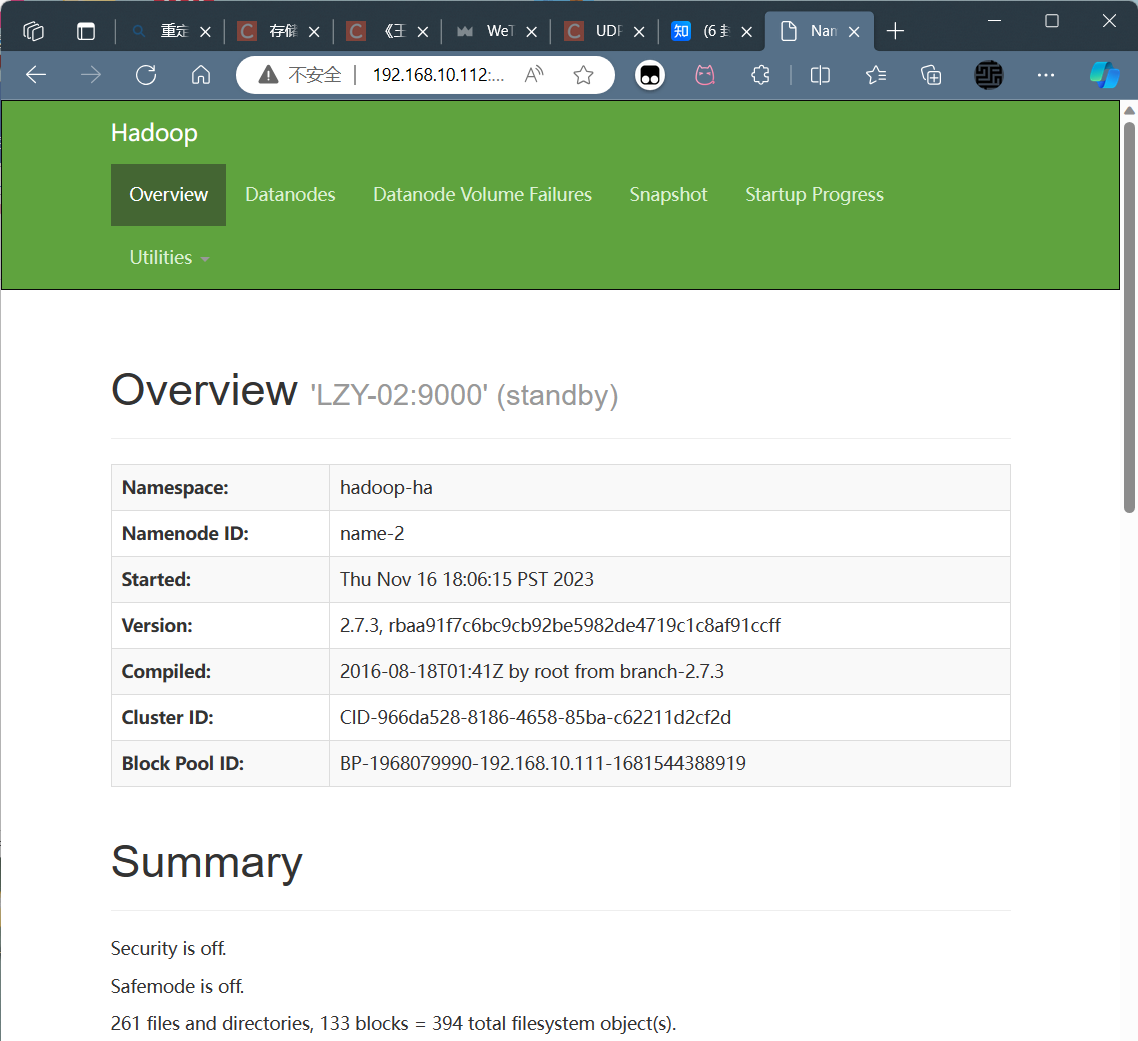 重定 存储 《王 WeT UDP (6 封 Nam
不安全 192.168.10.112:...
Hadoop
Overview Datanodes Datanode Volume Failures Snapshot Startup Progress
Utilities
Overview 'LZY-02:9000' (standby)
Namespace: hadoop-ha
Namenode ID: name-2
Started: Thu Nov 16 18:06:15 PST 2023
Version: 2.7.3, rbaa91f7c6bc9cb92be5982de4719c1c8af91ccff
Compiled: 2016-08-18T01:41Z by root from branch-2.7.3
Cluster ID: CID-966da528-8186-4658-85ba-c62211d2cf2d
Block Pool ID: BP-1968079990-192.168.10.111-1681544388919
Summary
Security is off.
Safemode is off.
261 files and directories, 133 blocks = 394 total filesystem object(s).